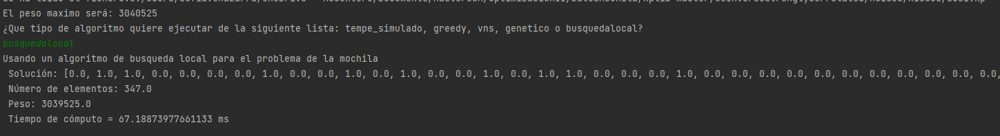 El peso maximo será: 3040525
¿Que tipo de algoritmo quiere ejecutar de la siguiente lista: tempe_simulado, greedy, vns, genetico o busquedalocal?
busquedalocal
Usando un algoritmo de busqueda local para el problema de la mochila
Solución: [0.0, 1.0, 1.0, 0.0, 0.0, 0.0, 0.0, 1.0, 0.0, 0.0, 1.0, 0.0, 1.0, 0.0, 0.0, 1.0, 0.0, 1.0, 1.0, 0.0, 0.0, 0.0, 1.0, 0.0, 0.0, 0.0, 0.0, 0.0, 0.0, 0.0, 0.0, 0.0, 0.0, 0.0,
Número de elementos: 347.0
Peso: 3039525.0
Tiempo de cómputo = 67.18873977661133 ms